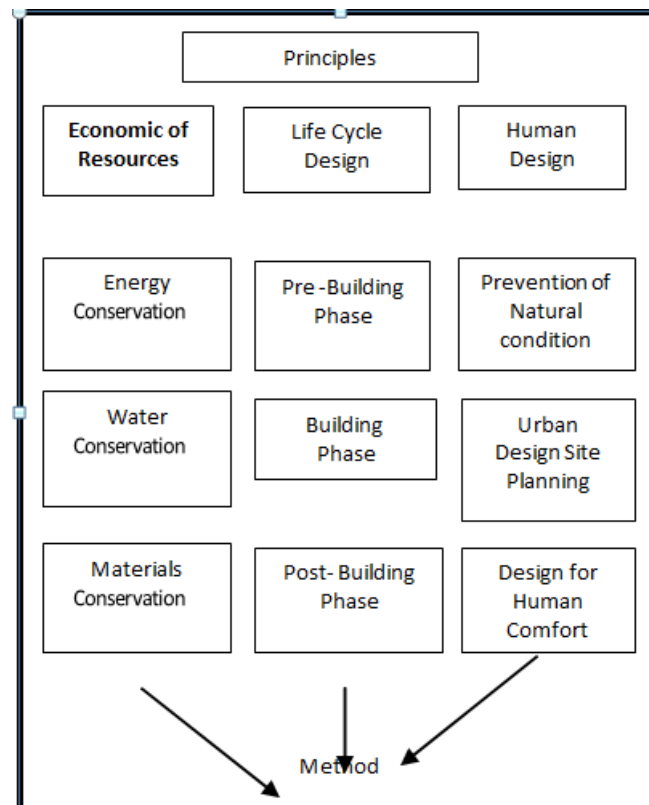 Principles
Economic of
Resources
Life Cycle
Design
Human
Design
Energy
Conservation
Pre -Building
Phase
Prevention of
Natural
condition
Water
Conservation
Building
Phase
Urban
Design Site
Planning
Materials
Conservation
Post- Building
Phase
Design for
Human
Comfort
Method